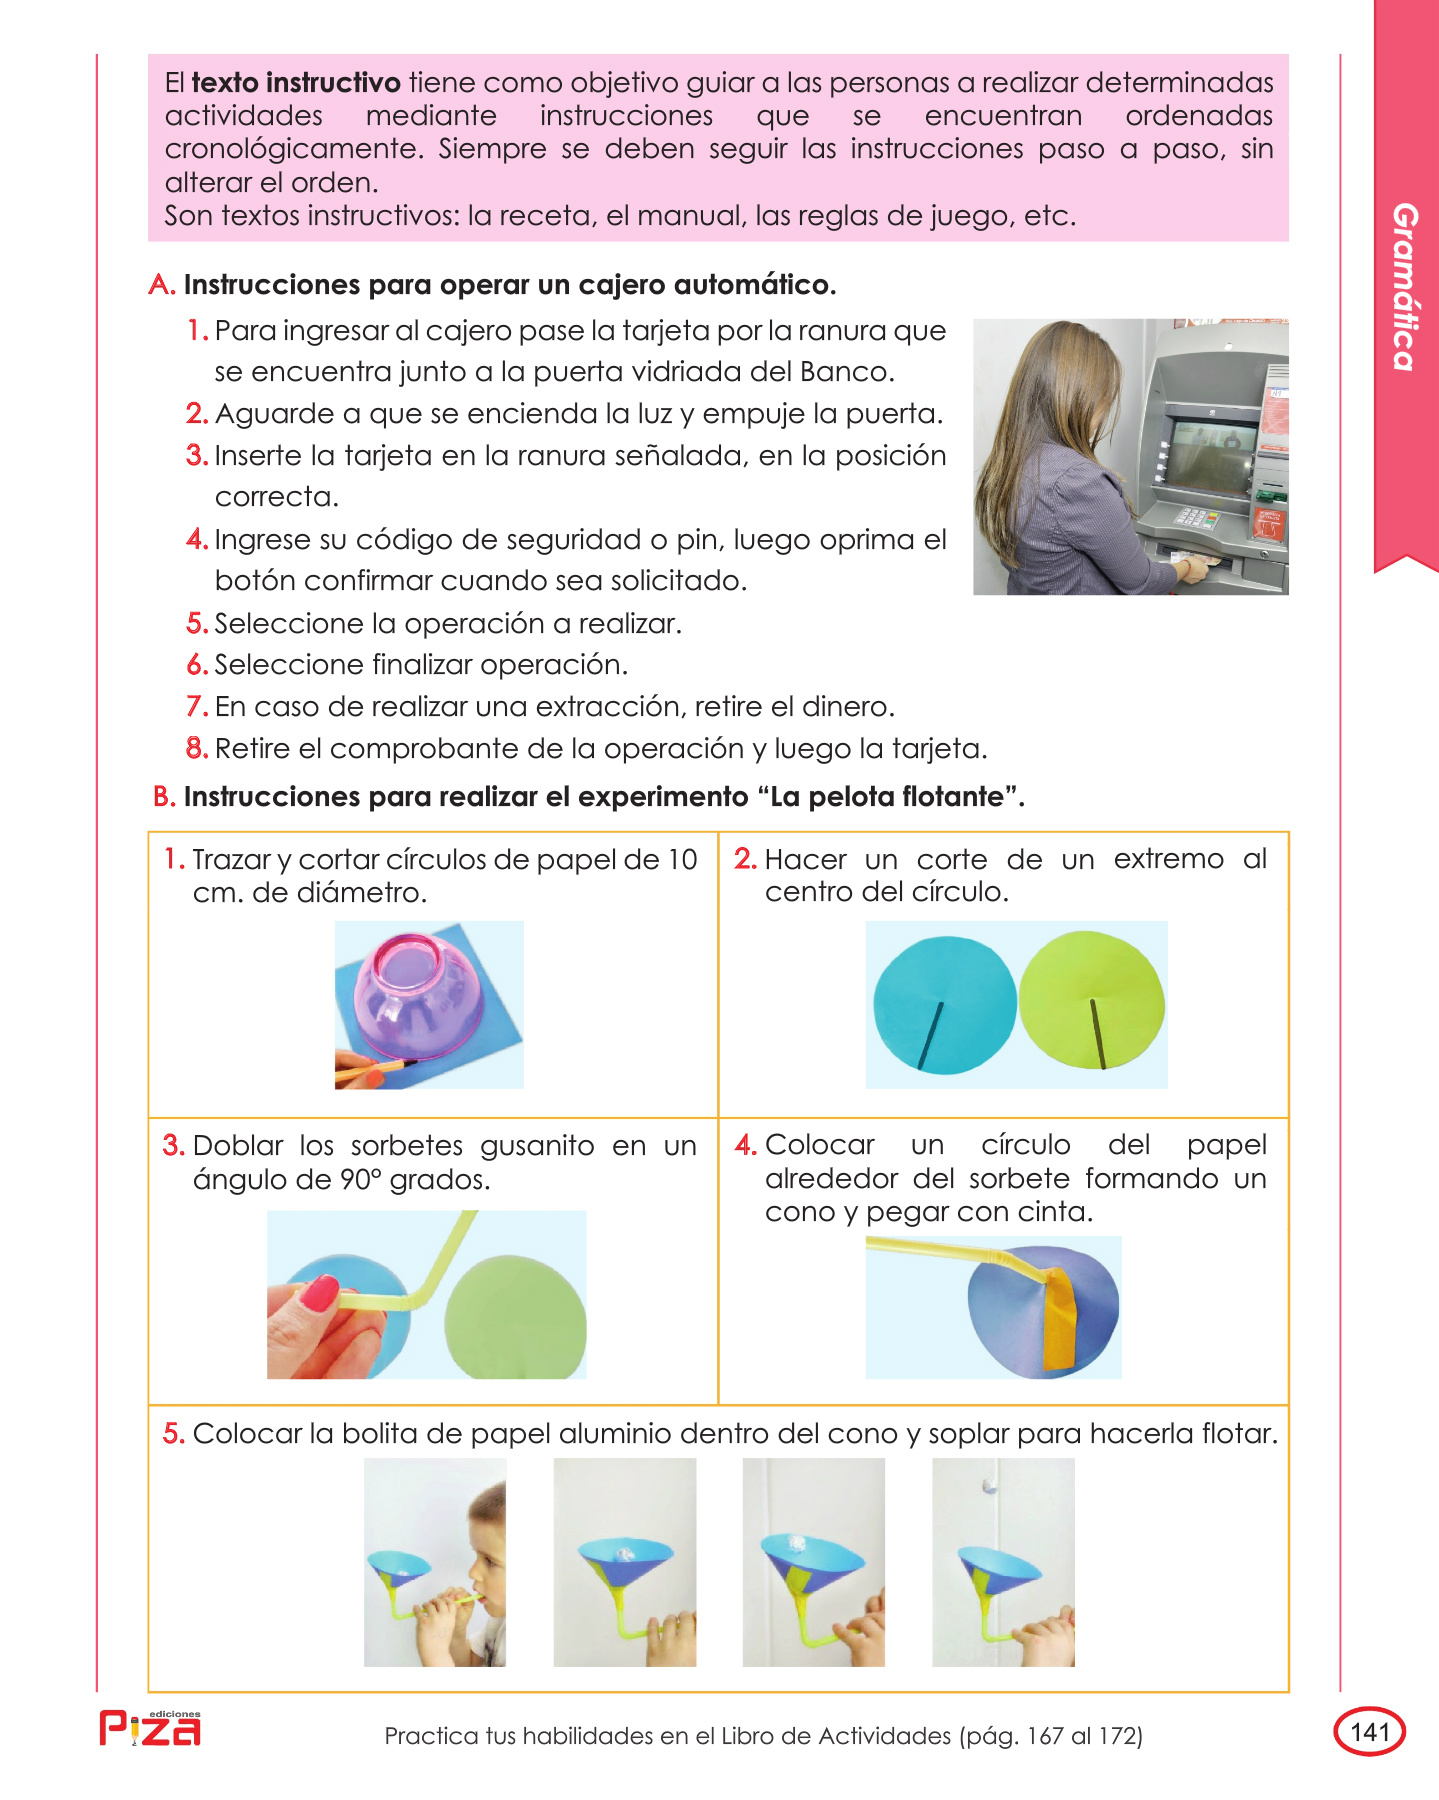 El texto instructivo tiene como objetivo guiar a las personas a realizar determinadas
actividades mediante instrucciones que se encuentran ordenadas
cronológicamente. Siempre se deben seguir las instrucciones paso a paso, sin
alterar el orden.
Son textos instructivos: la receta, el manual, las reglas de juego, etc.
Gramática
A. Instrucciones para operar un cajero automático.
1. Para ingresar al cajero pase la tarjeta por la ranura que
se encuentra junto a la puerta vidriada del Banco.
2. Aguarde a que se encienda la luz y empuje la puerta.
3. Inserte la tarjeta en la ranura señalada, en la posición
correcta.
4. Ingrese su código de seguridad o pin, luego oprima el
botón confirmar cuando sea solicitado.
5. Seleccione la operación a realizar.
6. Seleccione finalizar operación.
7. En caso de realizar una extracción, retire el dinero.
8. Retire el comprobante de la operación y luego la tarjeta.
B. Instrucciones para realizar el experimento “La pelota flotante”.
1. Trazar y cortar círculos de papel de 10
cm. de diámetro.
2. Hacer un corte de un extremo al
centro del círculo.
3. Doblar los sorbetes gusanito en un
ángulo de 90° grados.
4. Colocar un círculo del papel
alrededor del sorbete formando un
cono y pegar con cinta.
5. Colocar la bolita de papel aluminio dentro del cono y soplar para hacerla flotar.
ediciones
Piza
Practica tus habilidades en el Libro de Actividades (pág. 167 al 172)
141